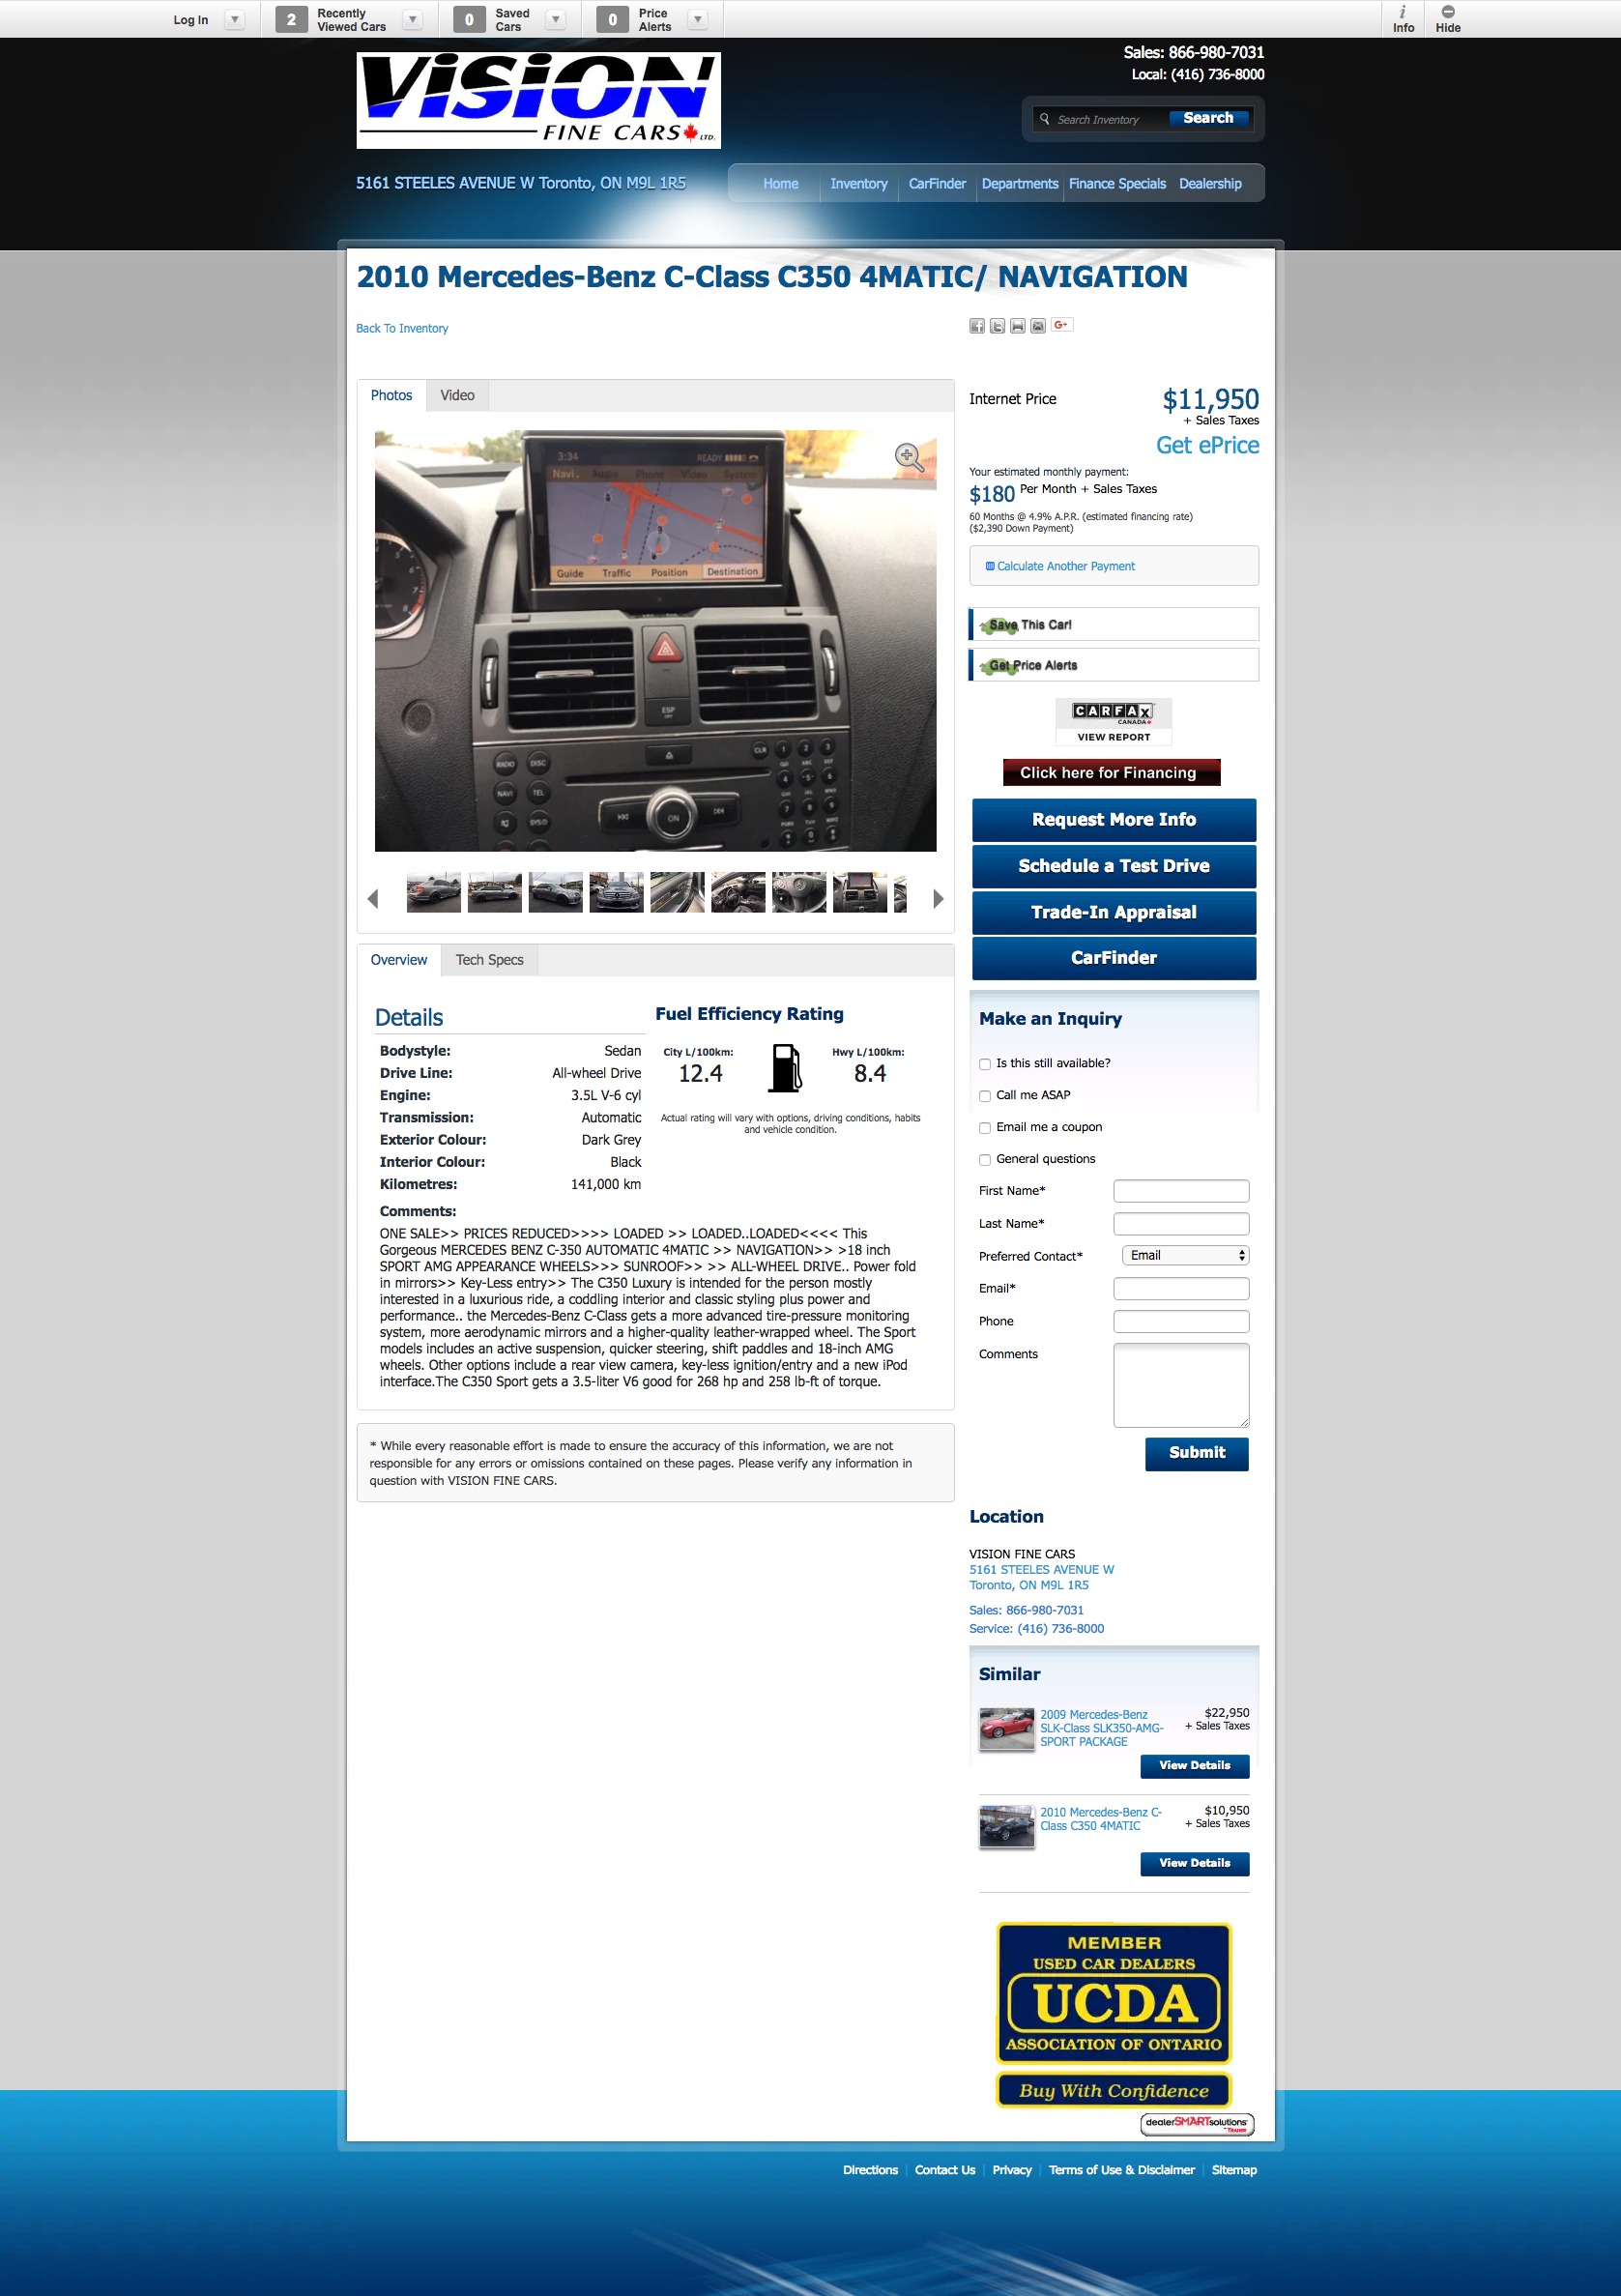 Log In
2 Recently Viewed Cars
0 Saved Cars
0 Price Alerts
Info
Hide
VISION
FINE CARS LTD.
Sales: 866-980-7031
Local: (416) 736-8000
Search Inventory
Search
5161 STEELES AVENUE W Toronto, ON M9L 1R5
Home Inventory CarFinder Departments Finance Specials Dealership
2010 Mercedes-Benz C-Class C350 4MATIC/ NAVIGATION
Back To Inventory
G+
Photos Video
3:34 READY
Navi. Audio Phone Video System
Guide Traffic Position Destination
ESP OFF
RADIO DISC
NAVI TEL
SYS
CLR 1 2 3
4 5 6
7 8 9
0
ON
Internet Price
$11,950
+ Sales Taxes
Get ePrice
Your estimated monthly payment:
$180 Per Month + Sales Taxes
60 Months @ 4.9% A.P.R. (estimated financing rate)
($2,390 Down Payment)
Calculate Another Payment
Save This Car!
Get Price Alerts
CARFAX
CANADA
VIEW REPORT
Click here for Financing
Request More Info
Schedule a Test Drive
Trade-In Appraisal
CarFinder
Overview Tech Specs
Details
Bodystyle: Sedan
Drive Line: All-wheel Drive
Engine: 3.5L V-6 cyl
Transmission: Automatic
Exterior Colour: Dark Grey
Interior Colour: Black
Kilometres: 141,000 km
Fuel Efficiency Rating
City L/100km: Hwy L/100km:
12.4 8.4
Actual rating will vary with options, driving conditions, habits
and vehicle condition.
Comments:
ONE SALE>> PRICES REDUCED>>>> LOADED >> LOADED..LOADED<<<< This
Gorgeous MERCEDES BENZ C-350 AUTOMATIC 4MATIC >> NAVIGATION>> >18 inch
SPORT AMG APPEARANCE WHEELS>>> SUNROOF>> >> ALL-WHEEL DRIVE.. Power fold
in mirrors>> Key-Less entry>> The C350 Luxury is intended for the person mostly
interested in a luxurious ride, a coddling interior and classic styling plus power and
performance.. the Mercedes-Benz C-Class gets a more advanced tire-pressure monitoring
system, more aerodynamic mirrors and a higher-quality leather-wrapped wheel. The Sport
models includes an active suspension, quicker steering, shift paddles and 18-inch AMG
wheels. Other options include a rear view camera, key-less ignition/entry and a new iPod
interface.The C350 Sport gets a 3.5-liter V6 good for 268 hp and 258 lb-ft of torque.
* While every reasonable effort is made to ensure the accuracy of this information, we are not
responsible for any errors or omissions contained on these pages. Please verify any information in
question with VISION FINE CARS.
Make an Inquiry
Is this still available?
Call me ASAP
Email me a coupon
General questions
First Name*
Last Name*
Preferred Contact* Email
Email*
Phone
Comments
Submit
Location
VISION FINE CARS
5161 STEELES AVENUE W
Toronto, ON M9L 1R5
Sales: 866-980-7031
Service: (416) 736-8000
Similar
2009 Mercedes-Benz $22,950
SLK-Class SLK350-AMG- + Sales Taxes
SPORT PACKAGE
View Details
2010 Mercedes-Benz C- $10,950
Class C350 4MATIC + Sales Taxes
View Details
MEMBER
USED CAR DEALERS
UCDA
ASSOCIATION OF ONTARIO
Buy With Confidence
dealerSMARTsolutions
Directions Contact Us Privacy Terms of Use & Disclaimer Sitemap